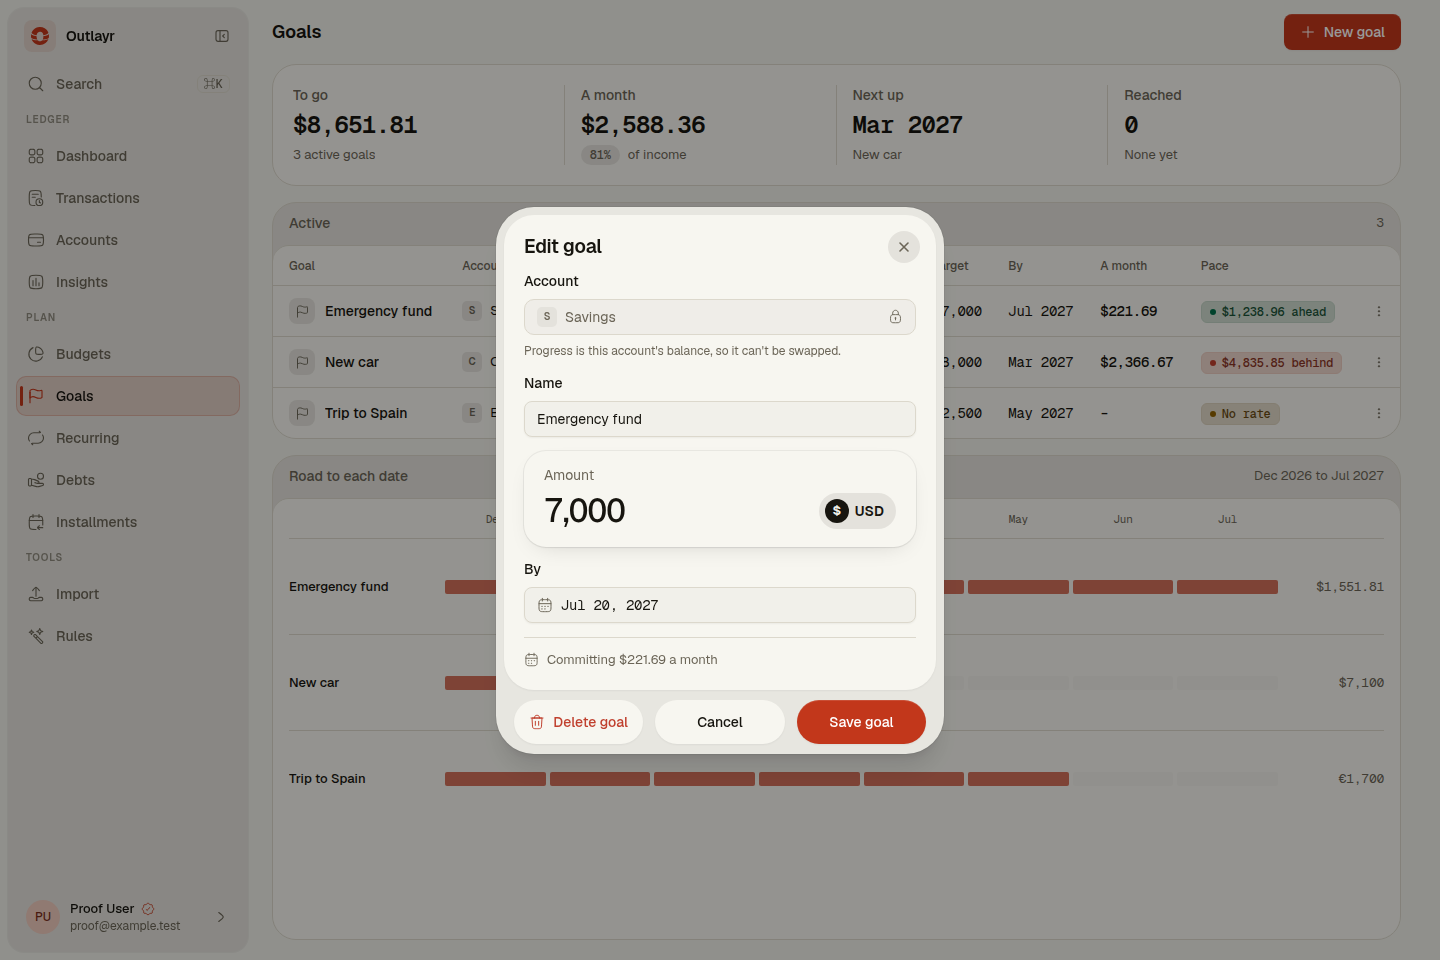 Outlayr
Search ⌘K
LEDGER
Dashboard
Transactions
Accounts
Insights
PLAN
Budgets
Goals
Recurring
Debts
Installments
TOOLS
Import
Rules
PU
Proof User
proof@example.test
Goals
New goal
To go
$8,651.81
3 active goals
A month
$2,588.36
81% of income
Next up
Mar 2027
New car
Reached
0
None yet
Active 3
Goal By A month Pace
Emergency fund S 7,000 Jul 2027 $221.69 $1,238.96 ahead
New car C 8,000 Mar 2027 $2,366.67 $4,835.85 behind
Trip to Spain E 2,500 May 2027 – No rate
Road to each date Dec 2026 to Jul 2027
May Jun Jul
Emergency fund $1,551.81
New car $7,100
Trip to Spain €1,700
Edit goal
Account
S Savings
Progress is this account's balance, so it can't be swapped.
Name
Emergency fund
Amount
7,000
$ USD
By
Jul 20, 2027
Committing $221.69 a month
Delete goal
Cancel
Save goal